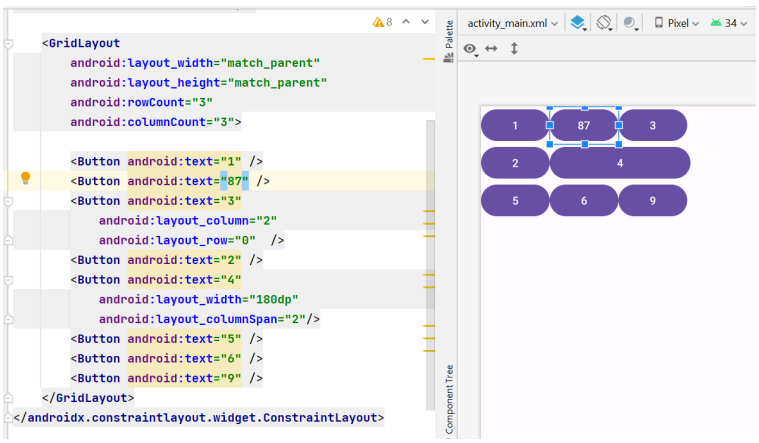 8
activity_main.xml
Pixel
34
Palette
<GridLayout
android:layout_width="match_parent"
android:layout_height="match_parent"
android:rowCount="3"
android:columnCount="3">
<Button android:text="1" />
<Button android:text="87" />
<Button android:text="3"
android:layout_column="2"
android:layout_row="0"  />
<Button android:text="2" />
<Button android:text="4"
android:layout_width="180dp"
android:layout_columnSpan="2"/>
<Button android:text="5" />
<Button android:text="6" />
<Button android:text="9" />
</GridLayout>
</androidx.constraintlayout.widget.ConstraintLayout>
Component Tree
1 87 3
2 4
5 6 9